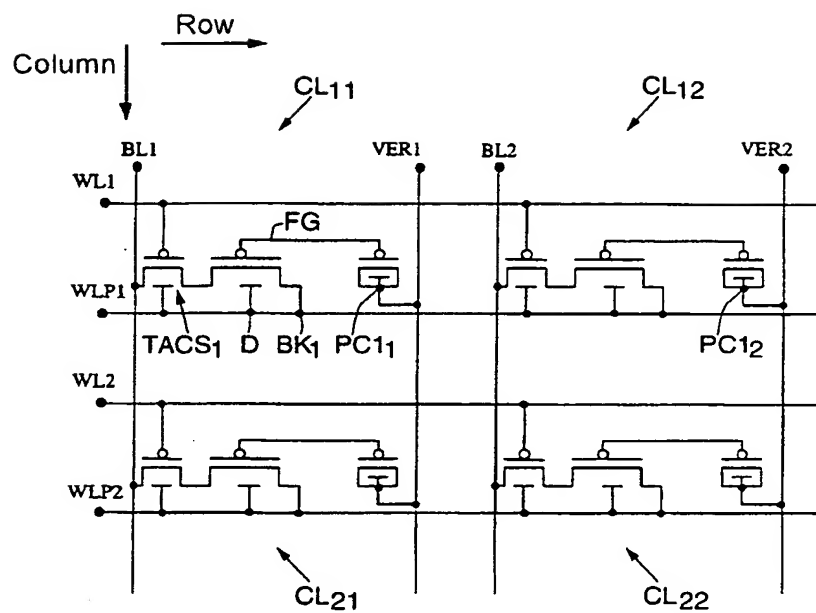 Row
Column
CL11 CL12
BL1 VER1 BL2 VER2
WL1
FG
WLP1
TACS1 D BK1 PC11 PC12
WL2
WLP2
CL21 CL22